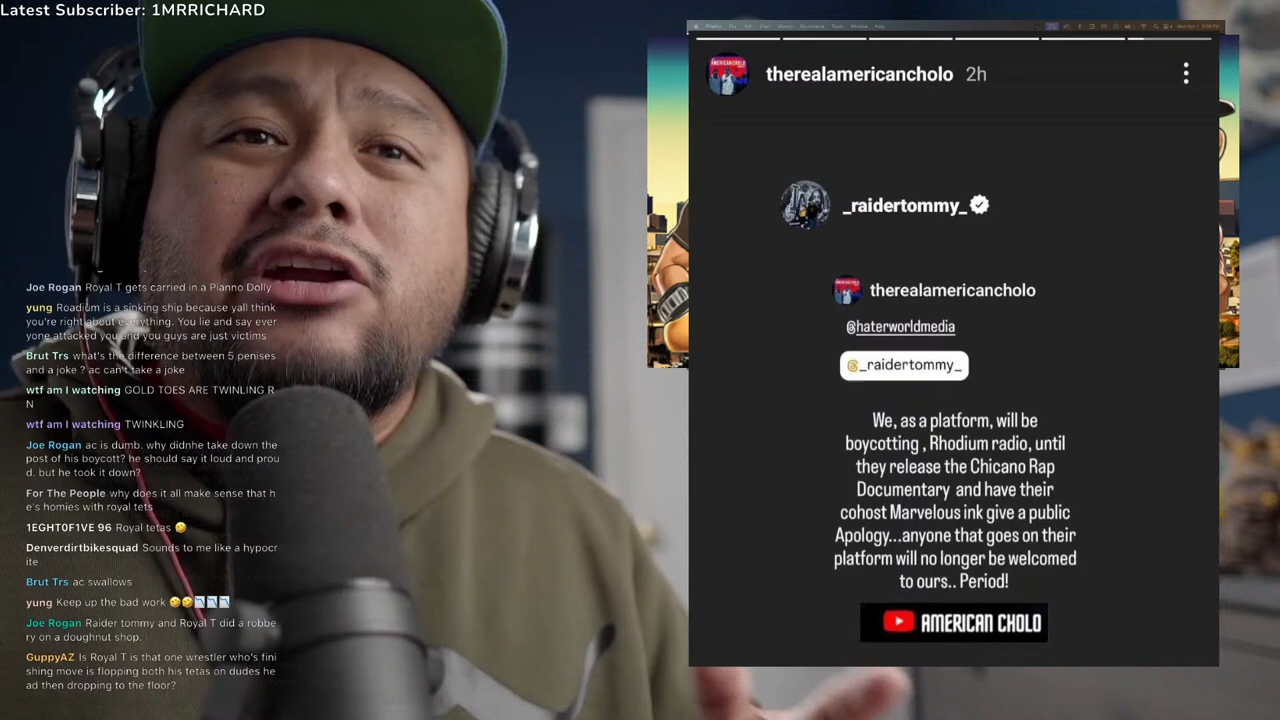 Latest Subscriber: 1MRRICHARD
Joe Rogan Royal T gets carried in a Pianno Dolly
yung Roadium is a sinking ship because yall think
you're right about everything. You lie and say ever
yone attacked you and you guys are just victims
Brut Trs what's the difference between 5 penises
and a joke ? ac can't take a joke
wtf am I watching GOLD TOES ARE TWINLING R
N
wtf am I watching TWINKLING
Joe Rogan ac is dumb. why didnhe take down the
post of his boycott? he should say it loud and prou
d. but he took it down?
For The People why does it all make sense that h
e's homies with royal tets
1EGHT0F1VE 96 Royal tetas 🤣
Denverdirtbikesquad Sounds to me like a hypocr
ite
Brut Trs ac swallows
yung Keep up the bad work 🤣🤣📉📉📉
Joe Rogan Raider tommy and Royal T did a robbe
ry on a doughnut shop.
GuppyAZ Is Royal T is that one wrestler who's fini
shing move is flopping both his tetas on dudes he
ad then dropping to the floor?
therealamericancholo 2h
_raidertommy_
therealamericancholo
@haterworldmedia
@_raidertommy_
We, as a platform, will be
boycotting , Rhodium radio, until
they release the Chicano Rap
Documentary and have their
cohost Marvelous ink give a public
Apology...anyone that goes on their
platform will no longer be welcomed
to ours.. Period!
AMERICAN CHOLO